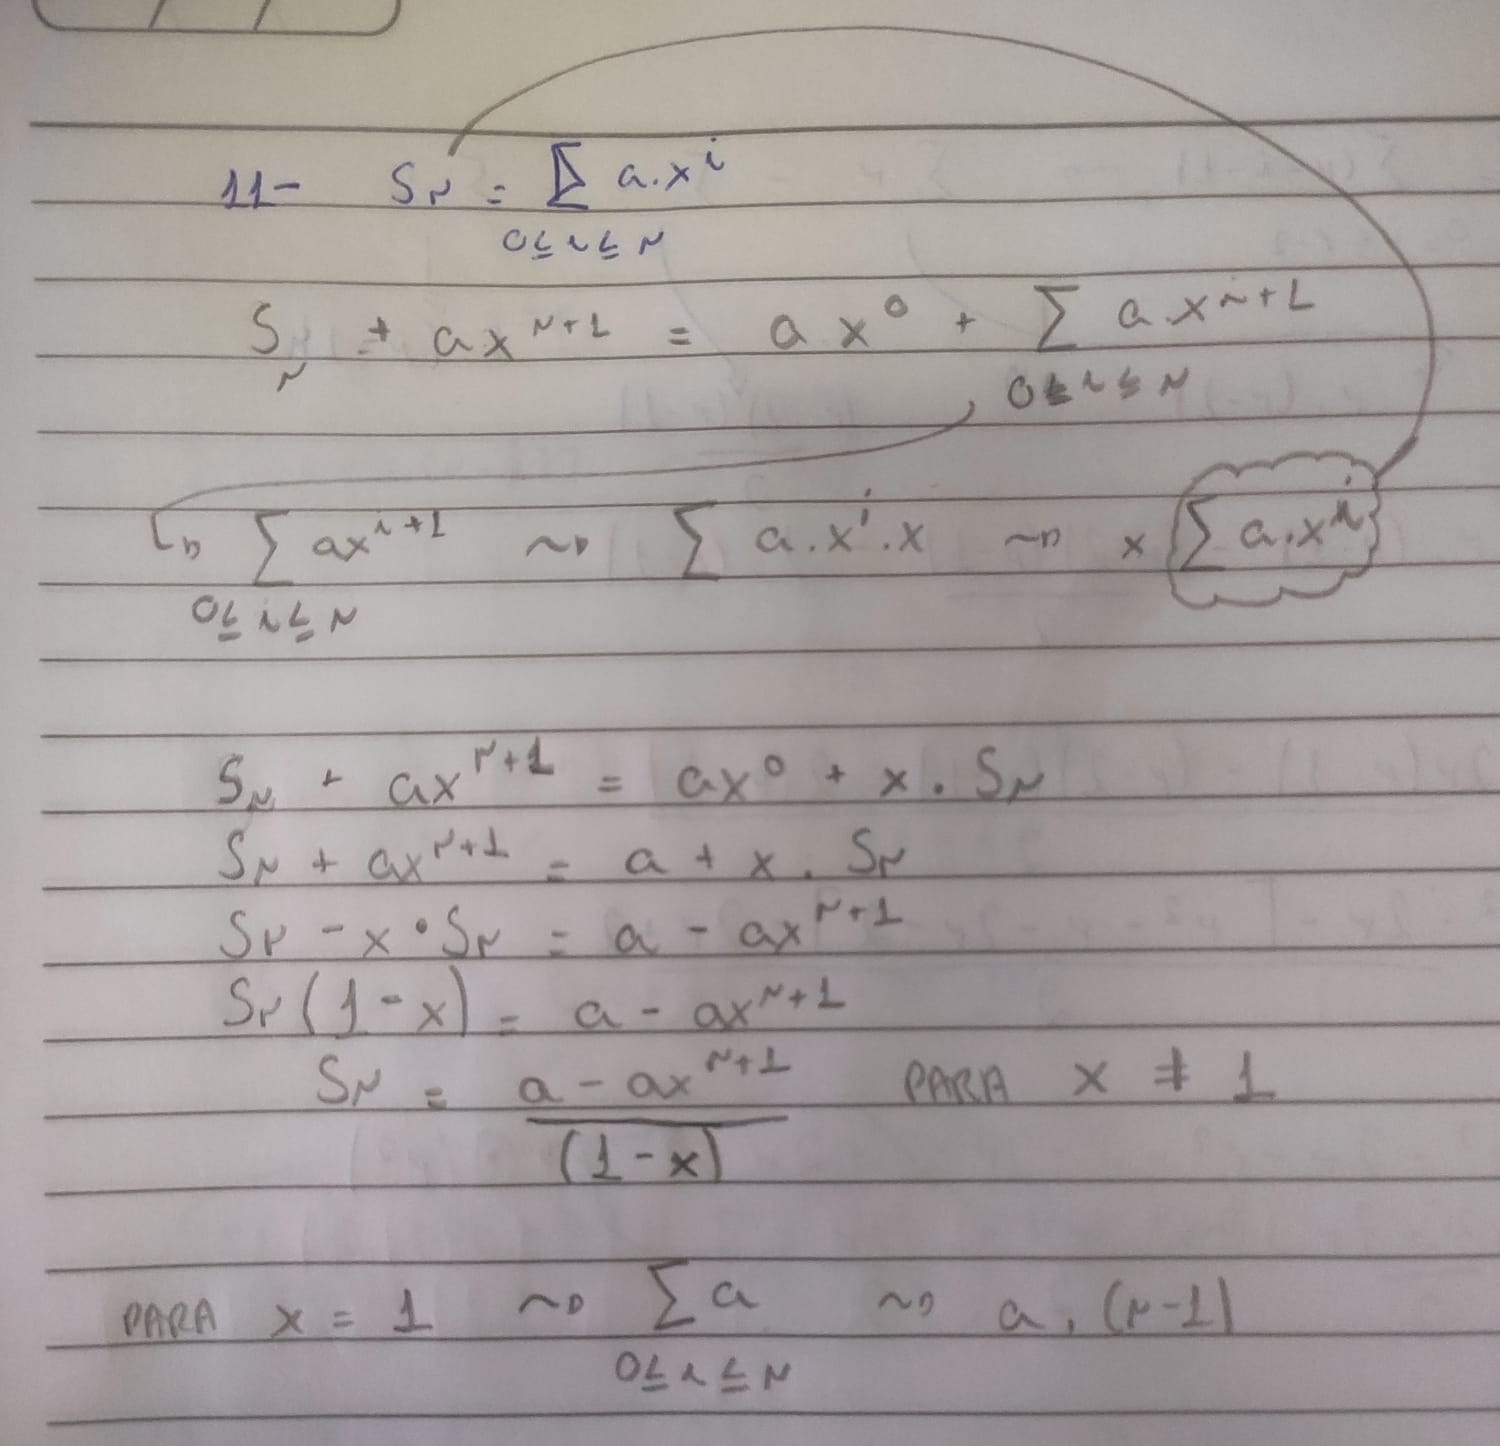 11- Sₙ = ∑ a.xⁱ
0≤i≤n
Sₙ + axⁿ⁺¹ = ax⁰ + ∑ axⁿ⁺¹
0≤i≤n
↳ ∑ axⁱ⁺¹ ~> ∑ a.xⁱ.x ~> x ∑ a.xⁱ
0≤i≤n
Sₙ + axⁿ⁺¹ = ax⁰ + x . Sₙ
Sₙ + axⁿ⁺¹ = a + x . Sₙ
Sₙ - x • Sₙ = a - axⁿ⁺¹
Sₙ(1-x) = a - axⁿ⁺¹
Sₙ = a - axⁿ⁺¹ / (1-x) PARA x ≠ 1
PARA x = 1 ~> ∑ a ~> a . (n-1)
0≤i≤n